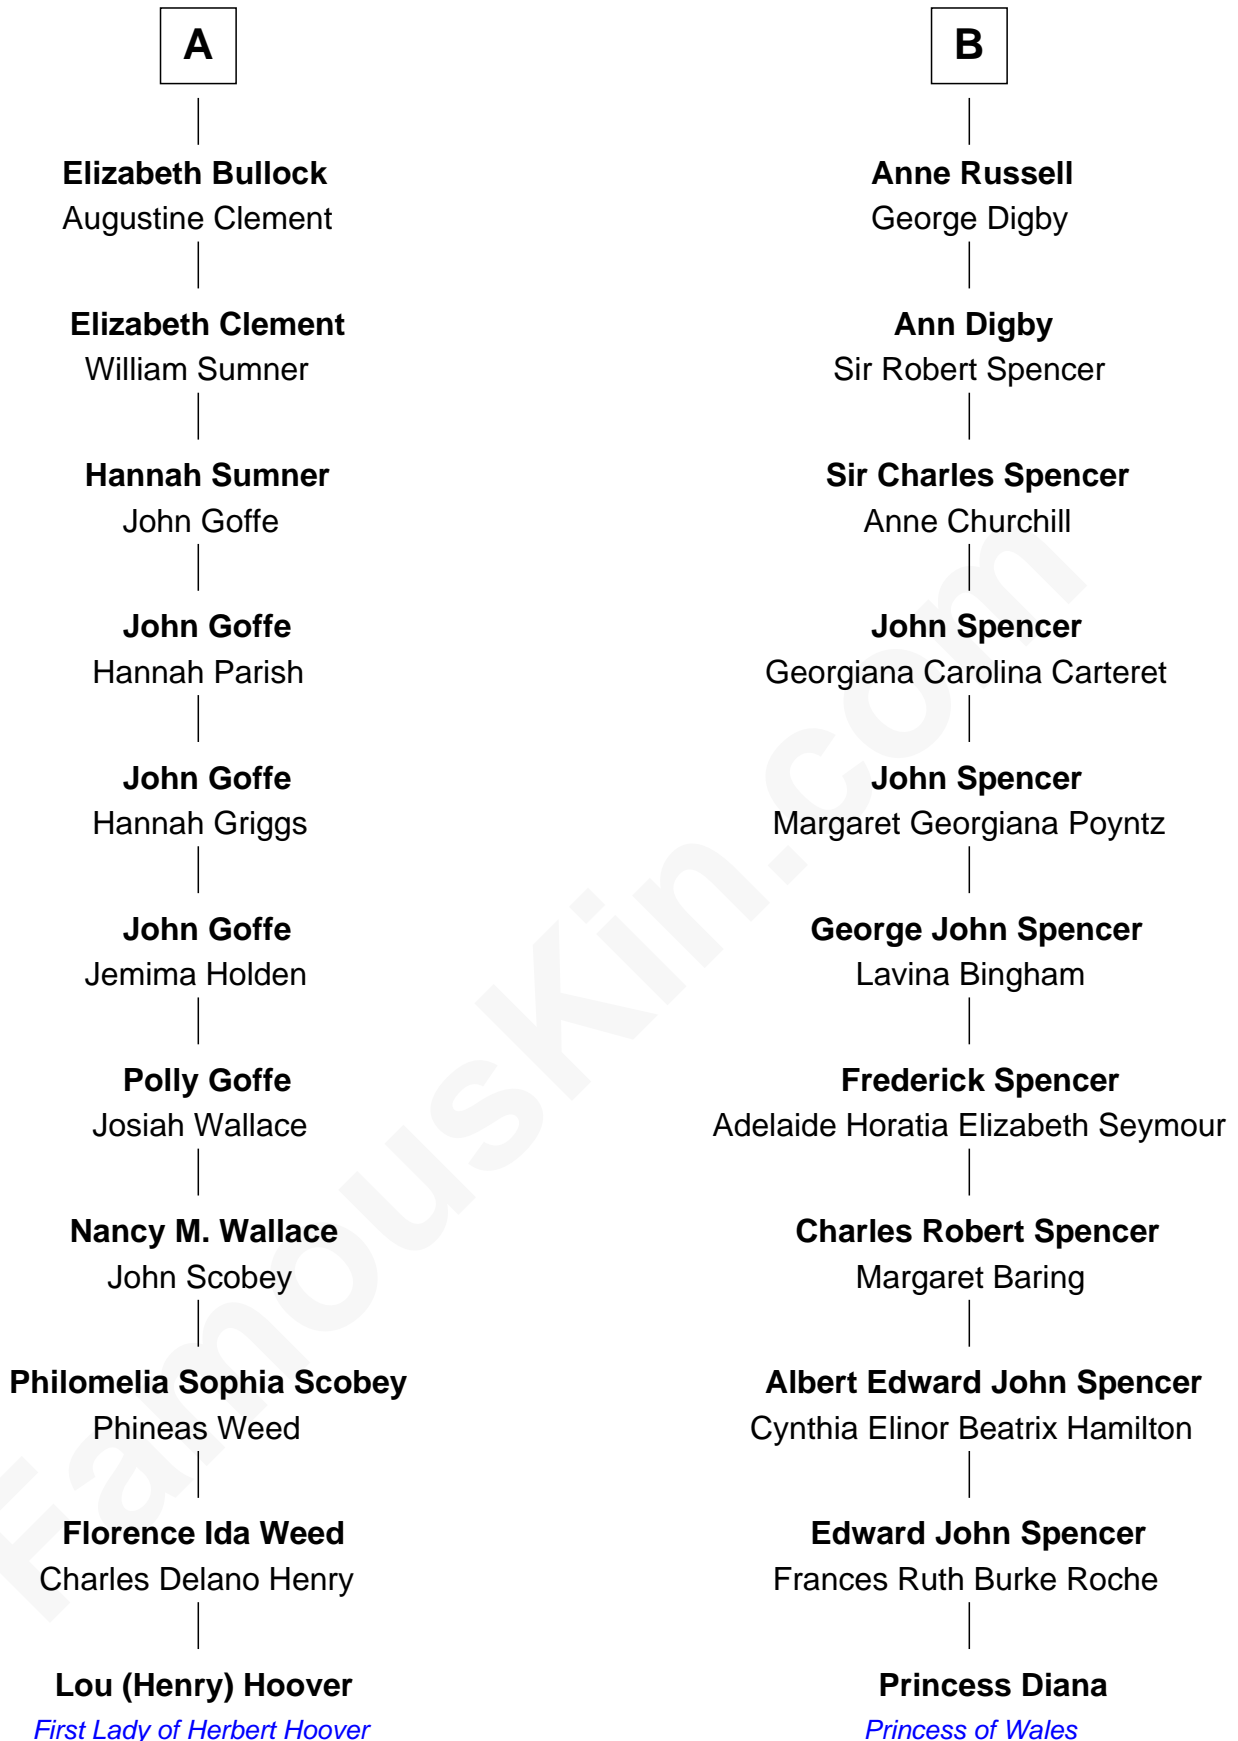 A
Elizabeth Bullock
Augustine Clement
Elizabeth Clement
William Sumner
Hannah Sumner
John Goffe
John Goffe
Hannah Parish
John Goffe
Hannah Griggs
John Goffe
Jemima Holden
Polly Goffe
Josiah Wallace
Nancy M. Wallace
John Scobey
Philomelia Sophia Scobey
Phineas Weed
Florence Ida Weed
Charles Delano Henry
Lou (Henry) Hoover
First Lady of Herbert Hoover
B
Anne Russell
George Digby
Ann Digby
Sir Robert Spencer
Sir Charles Spencer
Anne Churchill
John Spencer
Georgiana Carolina Carteret
John Spencer
Margaret Georgiana Poyntz
George John Spencer
Lavina Bingham
Frederick Spencer
Adelaide Horatia Elizabeth Seymour
Charles Robert Spencer
Margaret Baring
Albert Edward John Spencer
Cynthia Elinor Beatrix Hamilton
Edward John Spencer
Frances Ruth Burke Roche
Princess Diana
Princess of Wales
FamousKin.com